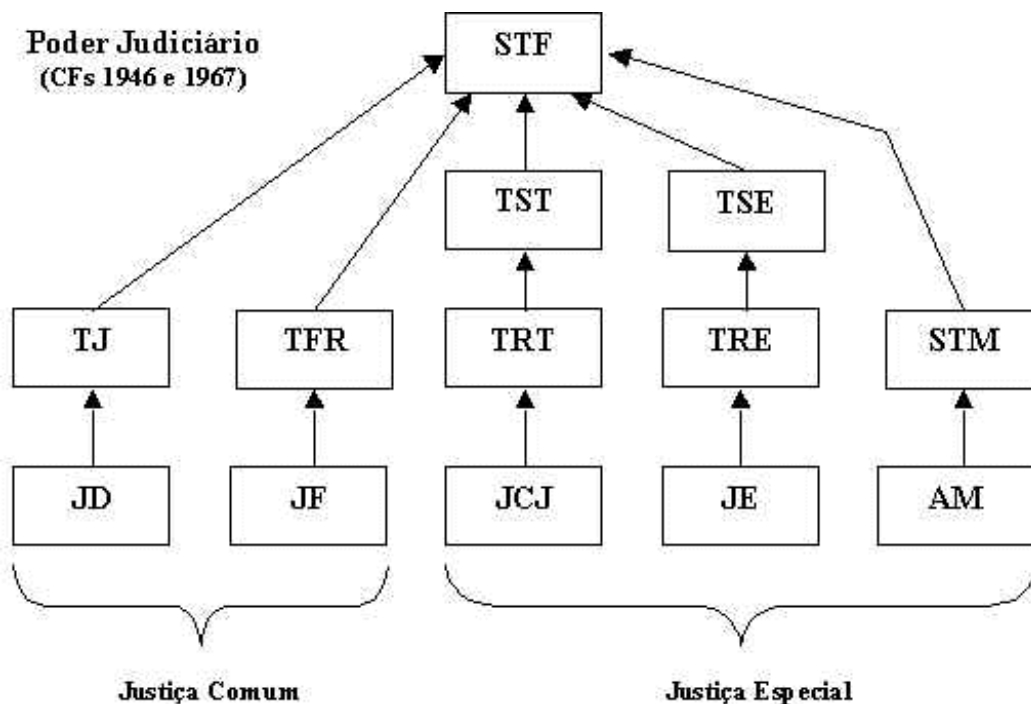 Poder Judiciário
(CFs 1946 e 1967)
STF
TST
TSE
TJ
TFR
TRT
TRE
STM
JD
JF
JCJ
JE
AM
Justiça Comum
Justiça Especial